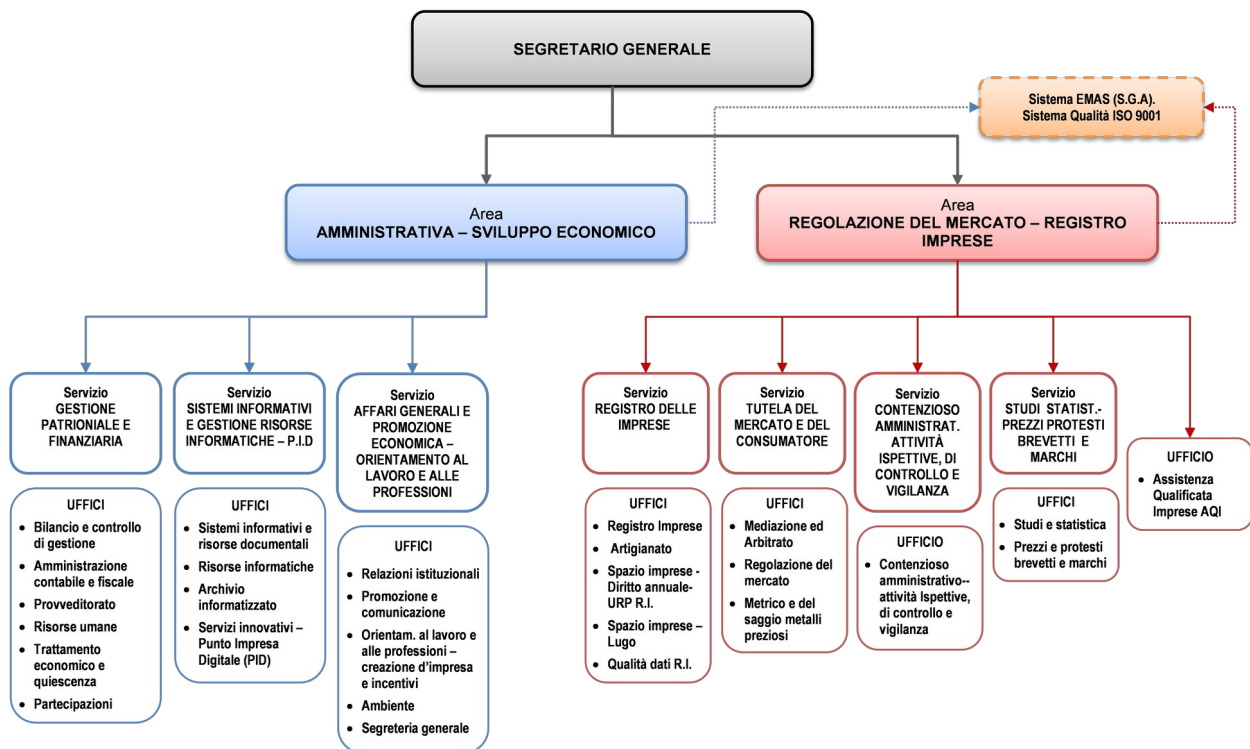 SEGRETARIO GENERALE
Sistema EMAS (S.G.A).
Sistema Qualità ISO 9001
Area
AMMINISTRATIVA – SVILUPPO ECONOMICO
Area
REGOLAZIONE DEL MERCATO – REGISTRO
IMPRESE
Servizio
GESTIONE
PATRIONIALE E
FINANZIARIA
Servizio
SISTEMI INFORMATIVI
E GESTIONE RISORSE
INFORMATICHE – P.I.D
Servizio
AFFARI GENERALI E
PROMOZIONE
ECONOMICA –
ORIENTAMENTO AL
LAVORO E ALLE
PROFESSIONI
Servizio
REGISTRO DELLE
IMPRESE
Servizio
TUTELA DEL
MERCATO E DEL
CONSUMATORE
Servizio
CONTENZIOSO
AMMINISTRAT.
ATTIVITÀ
ISPETTIVE, DI
CONTROLLO E
VIGILANZA
Servizio
STUDI STATIST.-
PREZZI PROTESTI
BREVETTI E
MARCHI
UFFICIO
• Assistenza
Qualificata
Imprese AQI
UFFICI
• Bilancio e controllo
di gestione
• Amministrazione
contabile e fiscale
• Provveditorato
• Risorse umane
• Trattamento
economico e
quiescenza
• Partecipazioni
UFFICI
• Sistemi informativi e
risorse documentali
• Risorse informatiche
• Archivio
informatizzato
• Servizi innovativi –
Punto Impresa
Digitale (PID)
UFFICI
• Relazioni istituzionali
• Promozione e
comunicazione
• Orientam. al lavoro e
alle professioni –
creazione d'impresa
e incentivi
• Ambiente
• Segreteria generale
UFFICI
• Registro Imprese
• Artigianato
• Spazio imprese -
Diritto annuale-
URP R.I.
• Spazio imprese –
Lugo
• Qualità dati R.I.
UFFICI
• Mediazione ed
Arbitrato
• Regolazione del
mercato
• Metrico e del
saggio metalli
preziosi
UFFICIO
• Contenzioso
amministrativo--
attività Ispettive,
di controllo e
vigilanza
UFFICI
• Studi e statistica
• Prezzi e protesti
brevetti e marchi